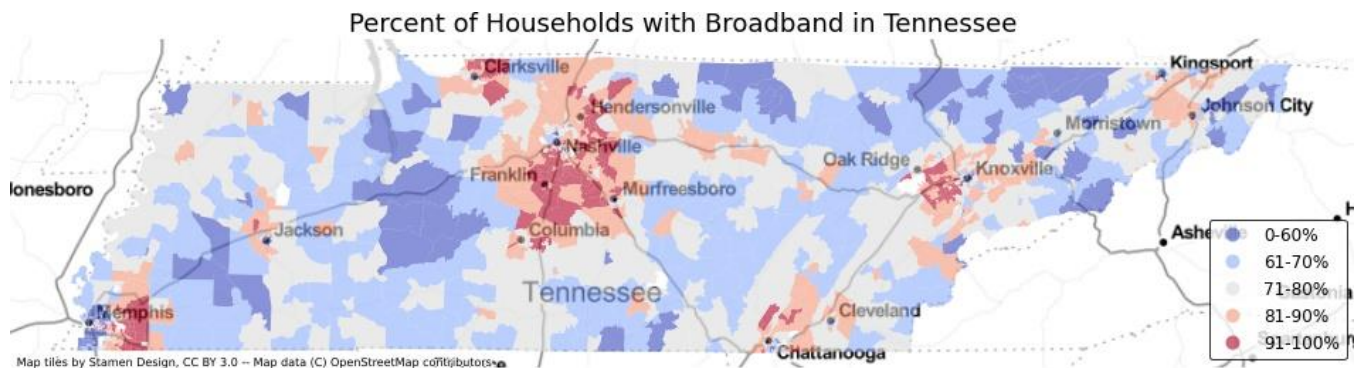 Percent of Households with Broadband in Tennessee
Clarksville
Kingsport
Hendersonville
Johnson City
Morristown
Nashville
Oak Ridge
Knoxville
Franklin
Murfreesboro
Jonesboro
Jackson
Columbia
H
Asheville
0-60%
61-70%
71-80%
81-90%
91-100%
Tennessee
Memphis
Cleveland
Chattanooga
Map tiles by Stamen Design, CC BY 3.0 -- Map data (C) OpenStreetMap contributors